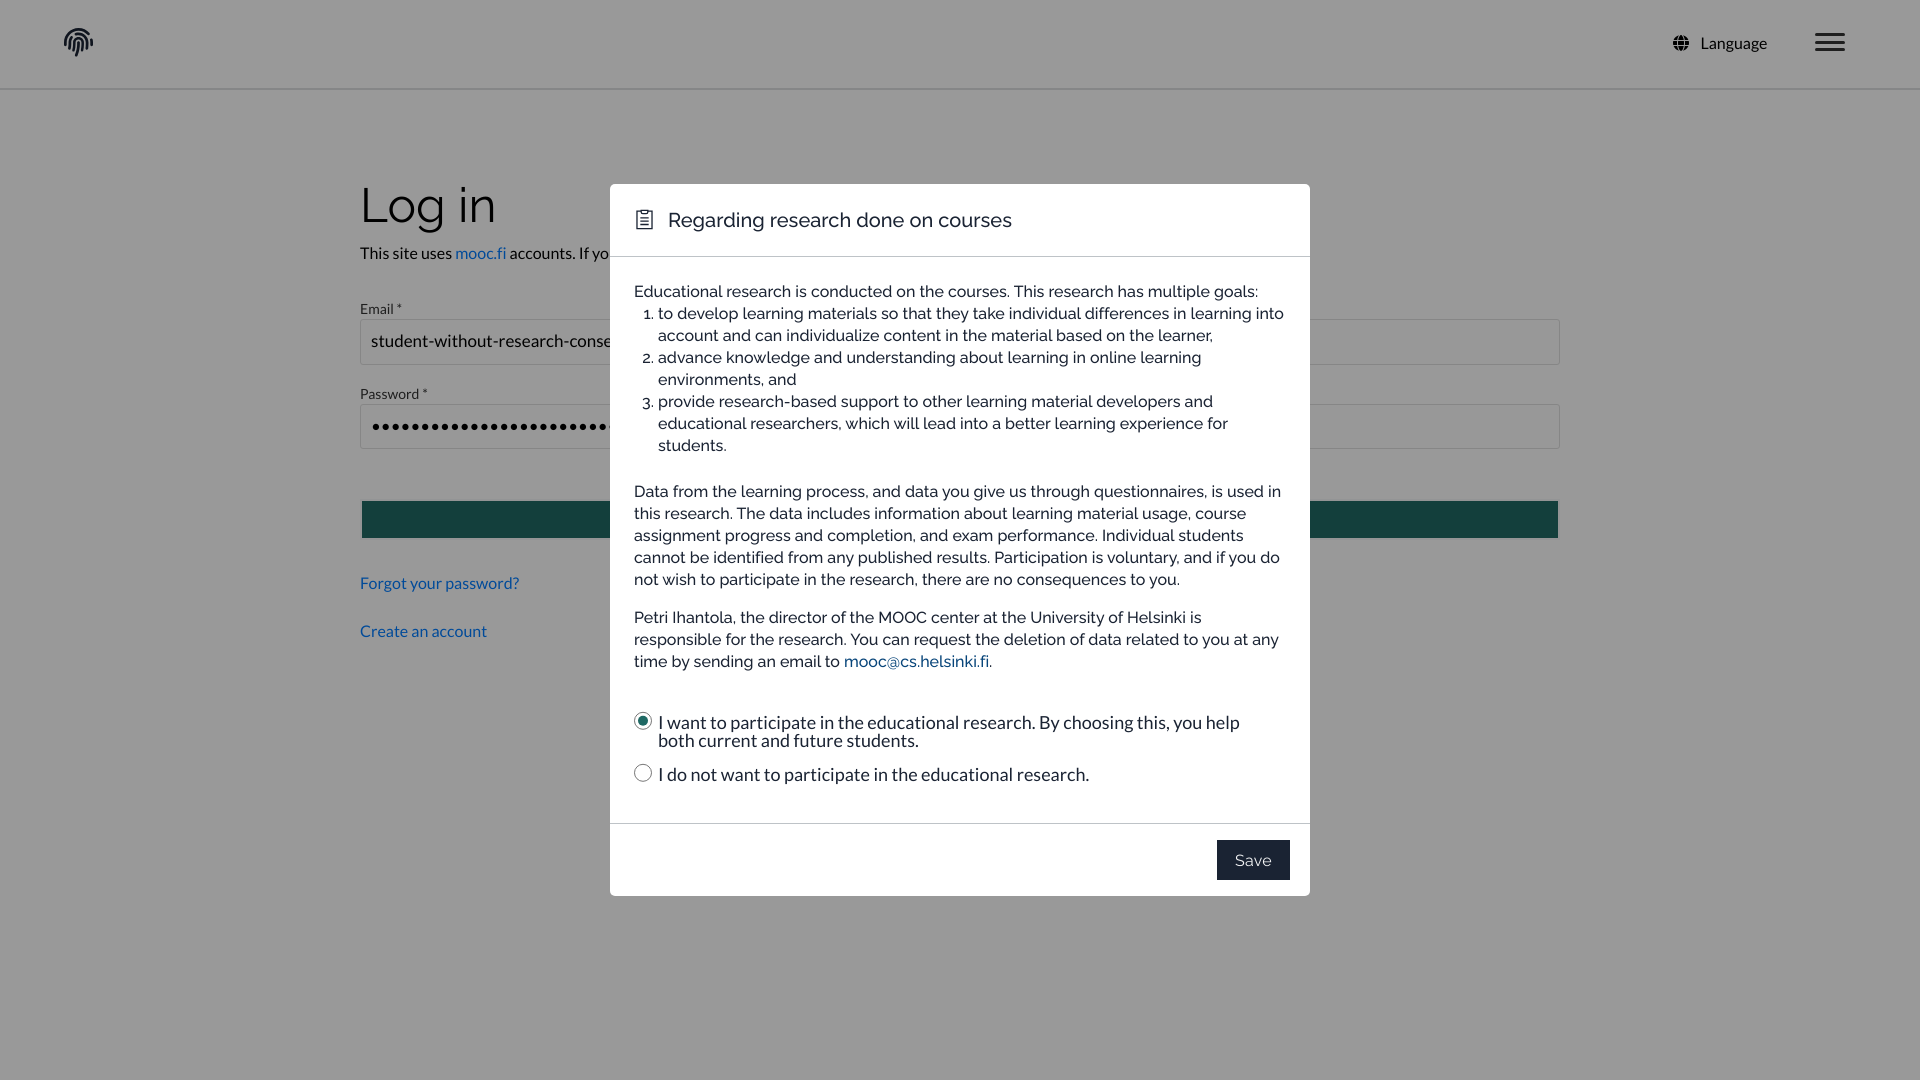 Language
Log in
This site uses mooc.fi accounts. If yo
Email *
student-without-research-conse
Password *
Forgot your password?
Create an account
Regarding research done on courses
Educational research is conducted on the courses. This research has multiple goals:
1. to develop learning materials so that they take individual differences in learning into
account and can individualize content in the material based on the learner,
2. advance knowledge and understanding about learning in online learning
environments, and
3. provide research-based support to other learning material developers and
educational researchers, which will lead into a better learning experience for
students.
Data from the learning process, and data you give us through questionnaires, is used in
this research. The data includes information about learning material usage, course
assignment progress and completion, and exam performance. Individual students
cannot be identified from any published results. Participation is voluntary, and if you do
not wish to participate in the research, there are no consequences to you.
Petri Ihantola, the director of the MOOC center at the University of Helsinki is
responsible for the research. You can request the deletion of data related to you at any
time by sending an email to mooc@cs.helsinki.fi.
I want to participate in the educational research. By choosing this, you help
both current and future students.
I do not want to participate in the educational research.
Save